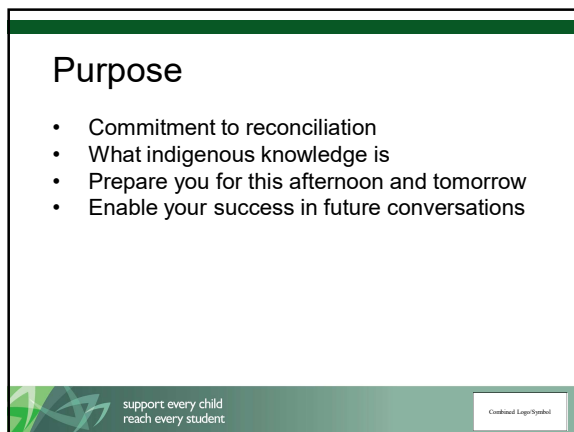 Purpose
• Commitment to reconciliation
• What indigenous knowledge is
• Prepare you for this afternoon and tomorrow
• Enable your success in future conversations
support every child
reach every student
Combined Logo/Symbol